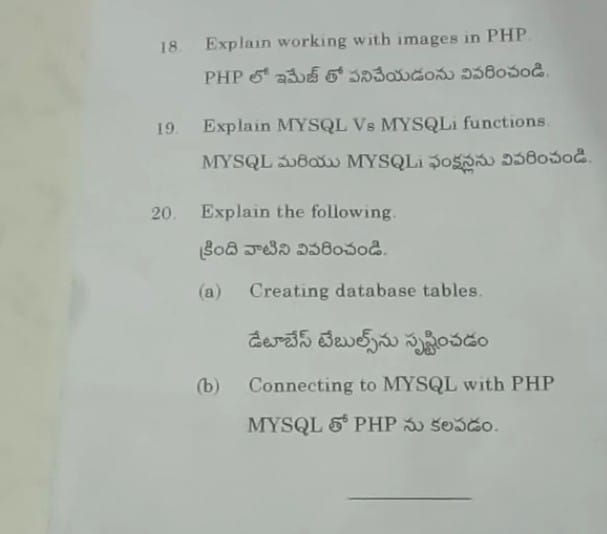 18. Explain working with images in PHP.
PHP లో ఇమేజ్ తో పనిచేయడంను వివరించండి.
19. Explain MYSQL Vs MYSQLi functions.
MYSQL మరియు MYSQLi ఫంక్షన్లను వివరించండి.
20. Explain the following.
క్రింది వాటిని వివరించండి.
(a) Creating database tables.
డేటాబేస్ టేబుల్స్‌ను సృష్టించడం
(b) Connecting to MYSQL with PHP
MYSQL తో PHP ను కలపడం.